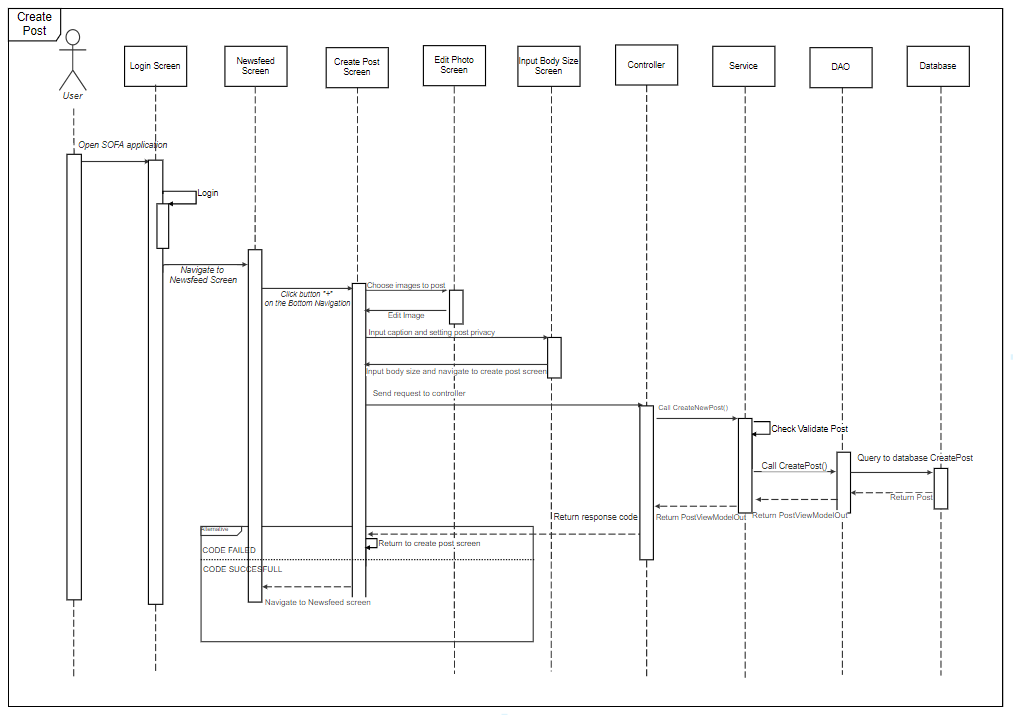 Create
Post
User
Login Screen
Newsfeed
Screen
Create Post
Screen
Edit Photo
Screen
Input Body Size
Screen
Controller
Service
DAO
Database
Open SOFA application
Login
Navigate to
Newsfeed Screen
Click button "+"
on the Bottom Navigation
Choose images to post
Edit Image
Input caption and setting post privacy
Input body size and navigate to create post screen
Send request to controller
Call CreateNewPost()
Check Validate Post
Call CreatePost()
Query to database CreatePost
Return Post
Return PostViewModelOut
Return PostViewModelOut
Return response code
Alternative
Return to create post screen
CODE FAILED
CODE SUCCESFULL
Navigate to Newsfeed screen